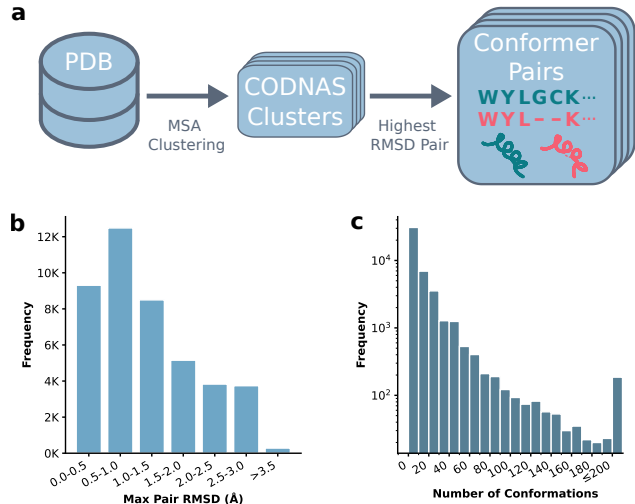 a
PDB
MSA
Clustering
CODNAS
Clusters
Highest
RMSD Pair
Conformer
Pairs
WYLGCK...
WYL--K...
b
12K
10K
8K
6K
4K
2K
0K
Frequency
0.0-0.5
0.5-1.0
1.0-1.5
1.5-2.0
2.0-2.5
2.5-3.0
>3.5
Max Pair RMSD (Å)
c
10⁴
10³
10²
Frequency
0
20
40
60
80
100
120
140
160
180
≤200
Number of Conformations